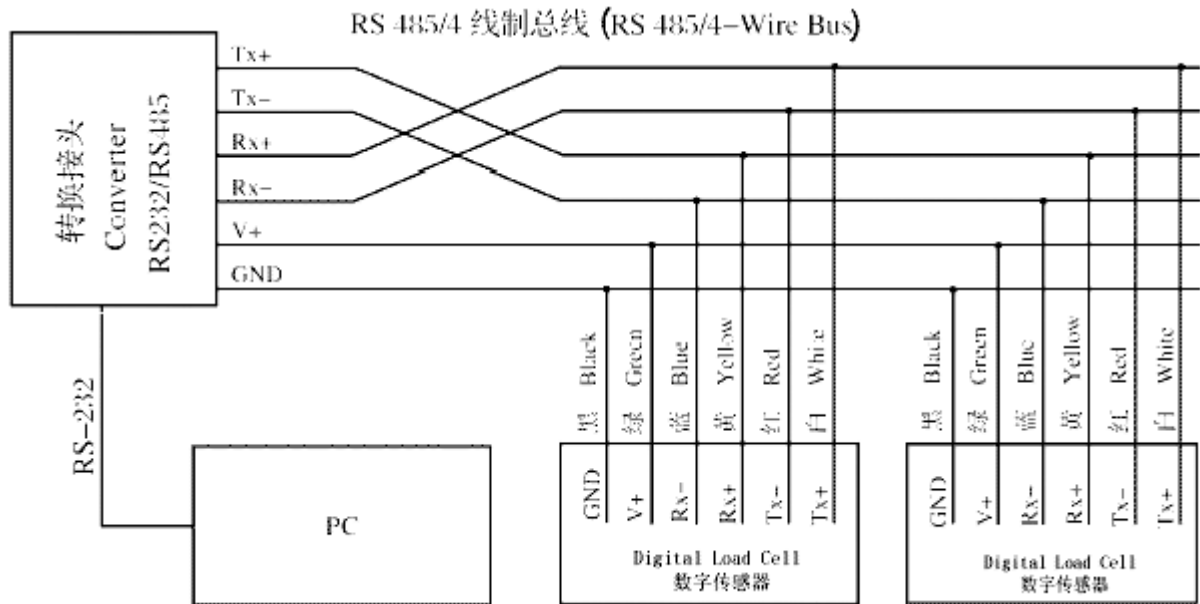 RS 485/4 线制总线 (RS 485/4-Wire Bus)
Tx+
Tx-
Rx+
Rx-
V+
GND
转换接头
Converter
RS232/RS485
RS-232
PC
Black
Green
Blue
Yellow
Red
White
黑
绿
蓝
黄
红
白
GND
V+
Rx-
Rx+
Tx-
Tx+
Digital Load Cell
数字传感器
Black
Green
Blue
Yellow
Red
White
黑
绿
蓝
黄
红
白
GND
V+
Rx-
Rx+
Tx-
Tx+
Digital Load Cell
数字传感器